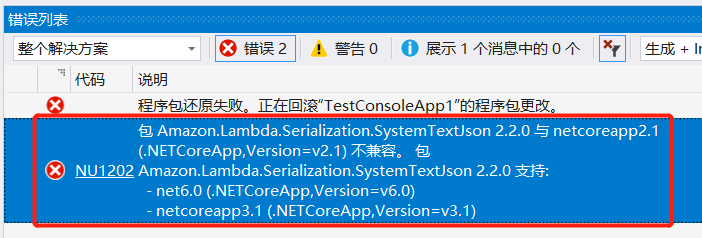 错误列表
整个解决方案
错误 2
警告 0
展示 1 个消息中的 0 个
生成 + In
代码
说明
程序包还原失败。正在回滚“TestConsoleApp1”的程序包更改。
包 Amazon.Lambda.Serialization.SystemTextJson 2.2.0 与 netcoreapp2.1
(.NETCoreApp,Version=v2.1) 不兼容。 包
NU1202 Amazon.Lambda.Serialization.SystemTextJson 2.2.0 支持:
- net6.0 (.NETCoreApp,Version=v6.0)
- netcoreapp3.1 (.NETCoreApp,Version=v3.1)